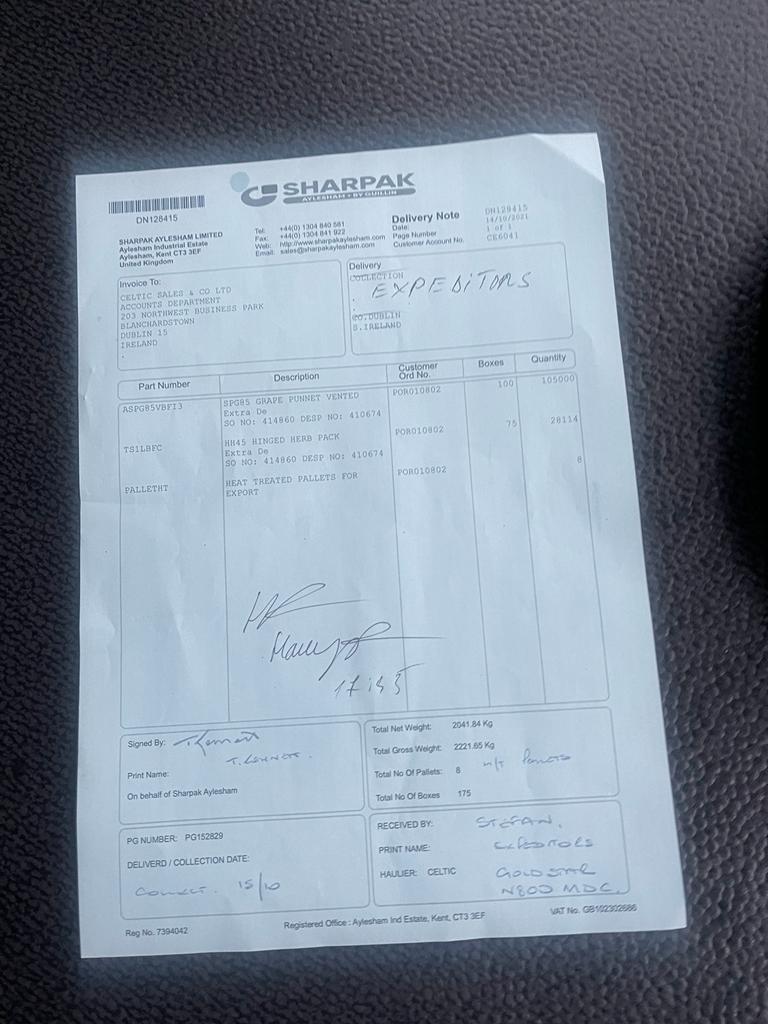 SHARPAK
AYLESHAM • BY GUILLIN
DN128415
SHARPAK AYLESHAM LIMITED
Aylesham Industrial Estate
Aylesham, Kent CT3 3EF
United Kingdom
Tel: +44(0) 1304 840 581
Fax: +44(0) 1304 841 922
Web: http://www.sharpakaylesham.com
Email: sales@sharpakaylesham.com
Delivery Note DN128415
Date: 14/10/2021
Page Number 1 of 1
Customer Account No. CE6041
Invoice To:
CELTIC SALES & CO LTD
ACCOUNTS DEPARTMENT
203 NORTHWEST BUSINESS PARK
BLANCHARDSTOWN
DUBLIN 15
IRELAND
.
Delivery
COLLECTION
EXPEDITORS
.
.
CO.DUBLIN
S.IRELAND
Part Number Description Customer Ord No. Boxes Quantity
ASPG85VBFI3 SPG85 GRAPE PUNNET VENTED POR010802 100 105000
Extra De
SO NO: 414860 DESP NO: 410674
TS1LBFC HH45 HINGED HERB PACK POR010802 75 28114
Extra De
SO NO: 414860 DESP NO: 410674
PALLETHT HEAT TREATED PALLETS FOR POR010802 8
EXPORT
Signed By:
T. KENNETT.
Print Name:
On behalf of Sharpak Aylesham
Total Net Weight: 2041.84 Kg
Total Gross Weight: 2221.65 Kg
Total No Of Pallets: 8 H/T PALLETS
Total No Of Boxes 175
PG NUMBER: PG152829
DELIVERD / COLLECTION DATE:
COLLECT. 15/10
RECEIVED BY: STEFAN.
PRINT NAME: EXPEDITORS
HAULIER: CELTIC GOLDSTAR
N800 MDC.
Reg No. 7394042
Registered Office : Aylesham Ind Estate, Kent, CT3 3EF
VAT No. GB102302686